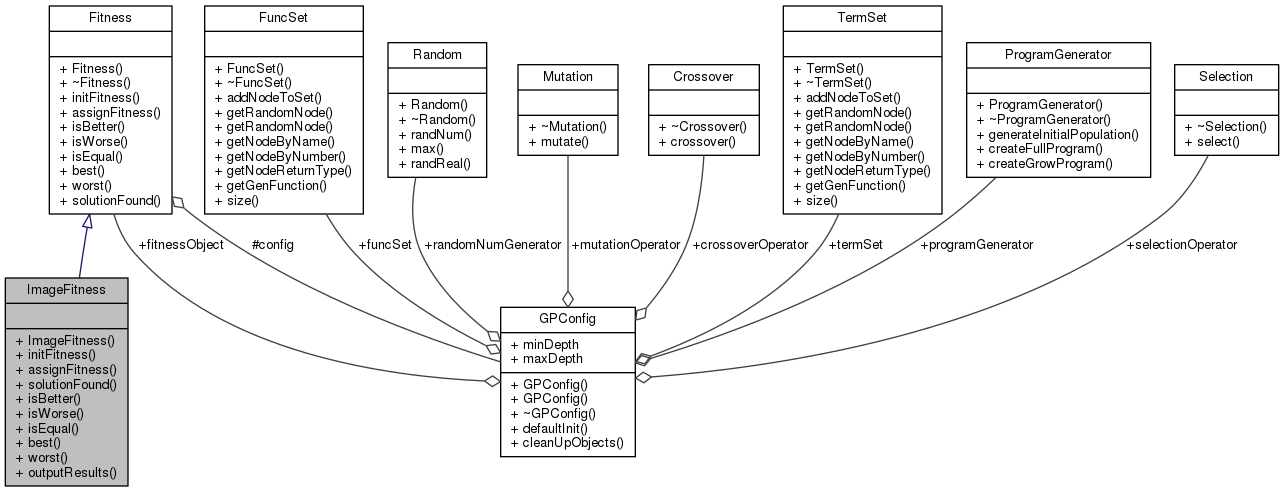 Fitness
+ Fitness()
+ ~Fitness()
+ initFitness()
+ assignFitness()
+ isBetter()
+ isWorse()
+ isEqual()
+ best()
+ worst()
+ solutionFound()
FuncSet
+ FuncSet()
+ ~FuncSet()
+ addNodeToSet()
+ getRandomNode()
+ getRandomNode()
+ getNodeByName()
+ getNodeByNumber()
+ getNodeReturnType()
+ getGenFunction()
+ size()
Random
+ Random()
+ ~Random()
+ randNum()
+ max()
+ randReal()
Mutation
+ ~Mutation()
+ mutate()
Crossover
+ ~Crossover()
+ crossover()
TermSet
+ TermSet()
+ ~TermSet()
+ addNodeToSet()
+ getRandomNode()
+ getRandomNode()
+ getNodeByName()
+ getNodeByNumber()
+ getNodeReturnType()
+ getGenFunction()
+ size()
ProgramGenerator
+ ProgramGenerator()
+ ~ProgramGenerator()
+ generateInitialPopulation()
+ createFullProgram()
+ createGrowProgram()
Selection
+ ~Selection()
+ select()
+fitnessObject
#config
+funcSet
+randomNumGenerator
+mutationOperator
+crossoverOperator
+termSet
+programGenerator
+selectionOperator
ImageFitness
+ ImageFitness()
+ initFitness()
+ assignFitness()
+ solutionFound()
+ isBetter()
+ isWorse()
+ isEqual()
+ best()
+ worst()
+ outputResults()
GPConfig
+ minDepth
+ maxDepth
+ GPConfig()
+ GPConfig()
+ ~GPConfig()
+ defaultInit()
+ cleanUpObjects()